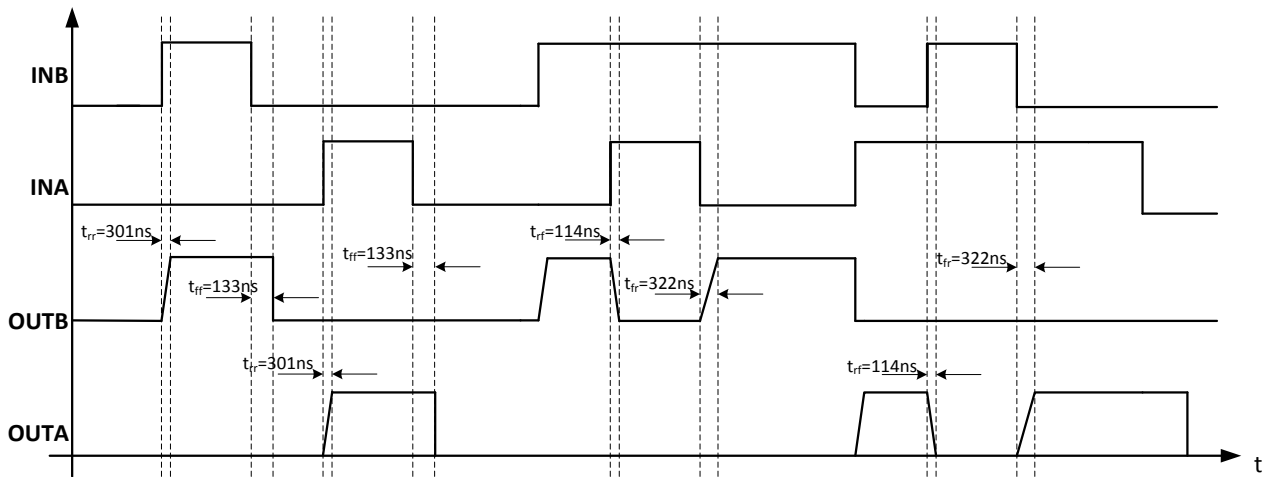 INB
INA
t_rr=301ns
t_ff=133ns
t_rf=114ns
t_fr=322ns
t_ff=133ns
t_fr=322ns
OUTB
t_rr=301ns
t_rf=114ns
OUTA
t